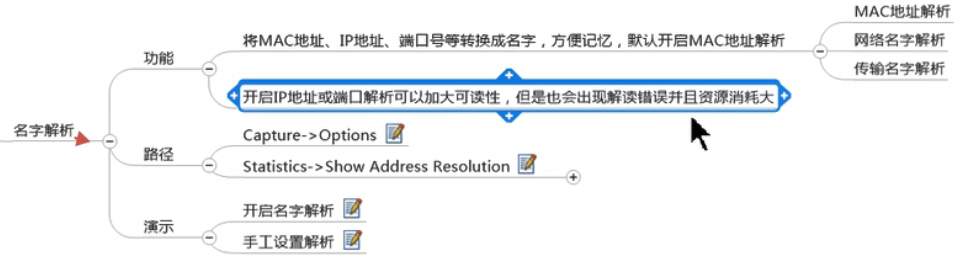 名字解析
功能
将MAC地址、IP地址、端口号等转换成名字，方便记忆，默认开启MAC地址解析
MAC地址解析
网络名字解析
传输名字解析
开启IP地址或端口解析可以加大可读性，但是也会出现解读错误并且资源消耗大
路径
Capture->Options
Statistics->Show Address Resolution
演示
开启名字解析
手工设置解析